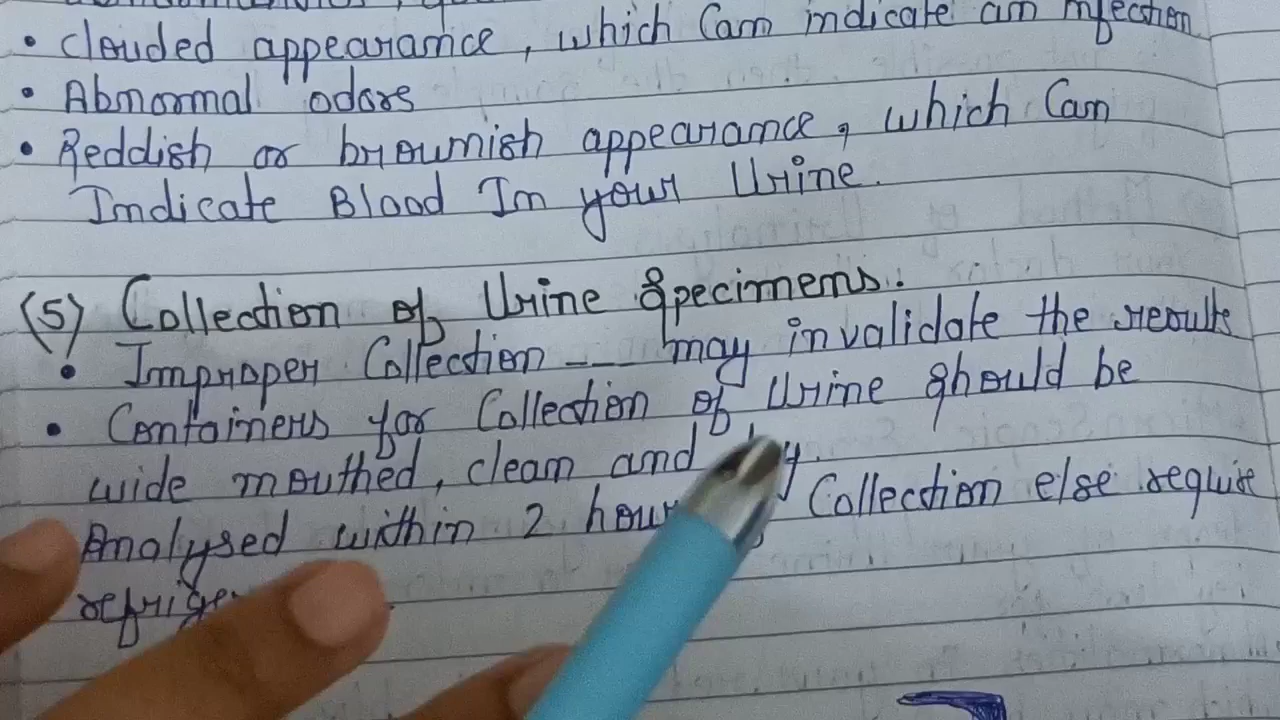 • Clouded appearance, which Can indicate an infection
• Abnormal odors
• Reddish or brownish appearance, which Can
Indicate Blood In your Urine.
(5) Collection of Urine Specimens:
• Improper Collection --- may invalidate the results
• Containers for Collection of Urine should be
wide mouthed, clean and
Analysed within 2 Collection else require